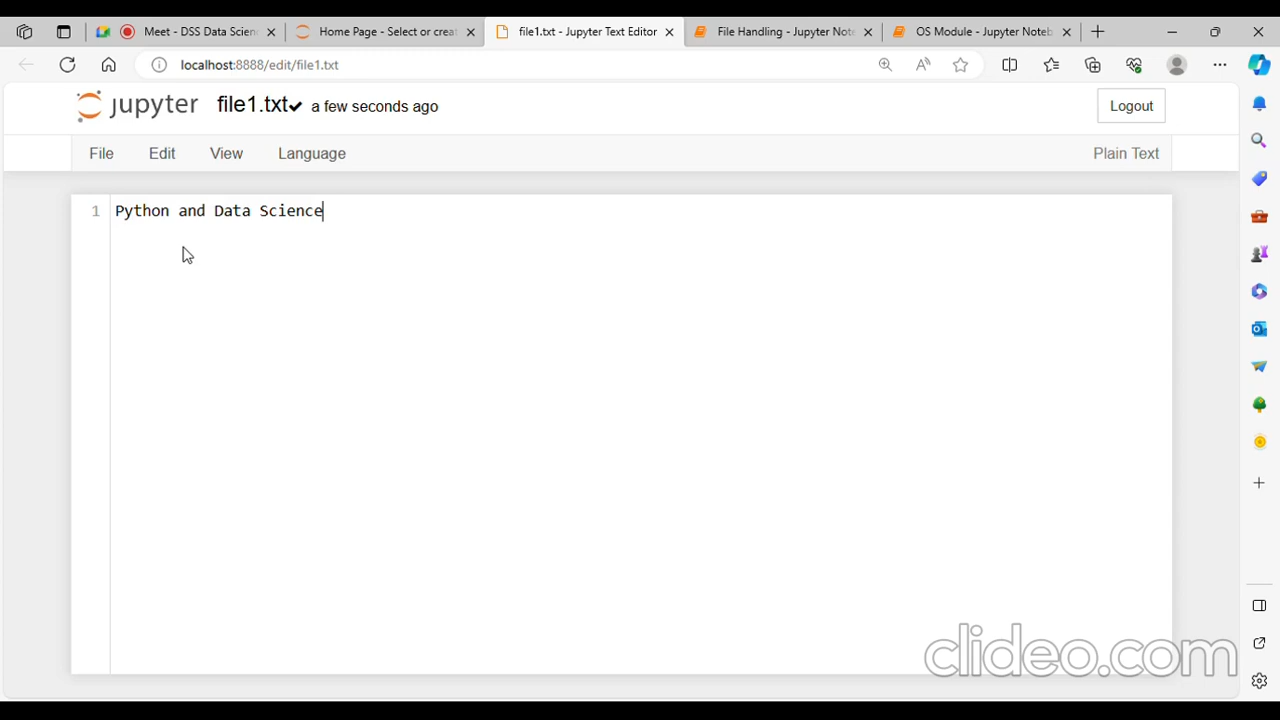 Meet - DSS Data Scien
Home Page - Select or creat
file1.txt - Jupyter Text Editor
File Handling - Jupyter Note
OS Module - Jupyter Noteb
localhost:8888/edit/file1.txt
jupyter file1.txt✔ a few seconds ago
Logout
File Edit View Language
Plain Text
1 Python and Data Science
clideo.com